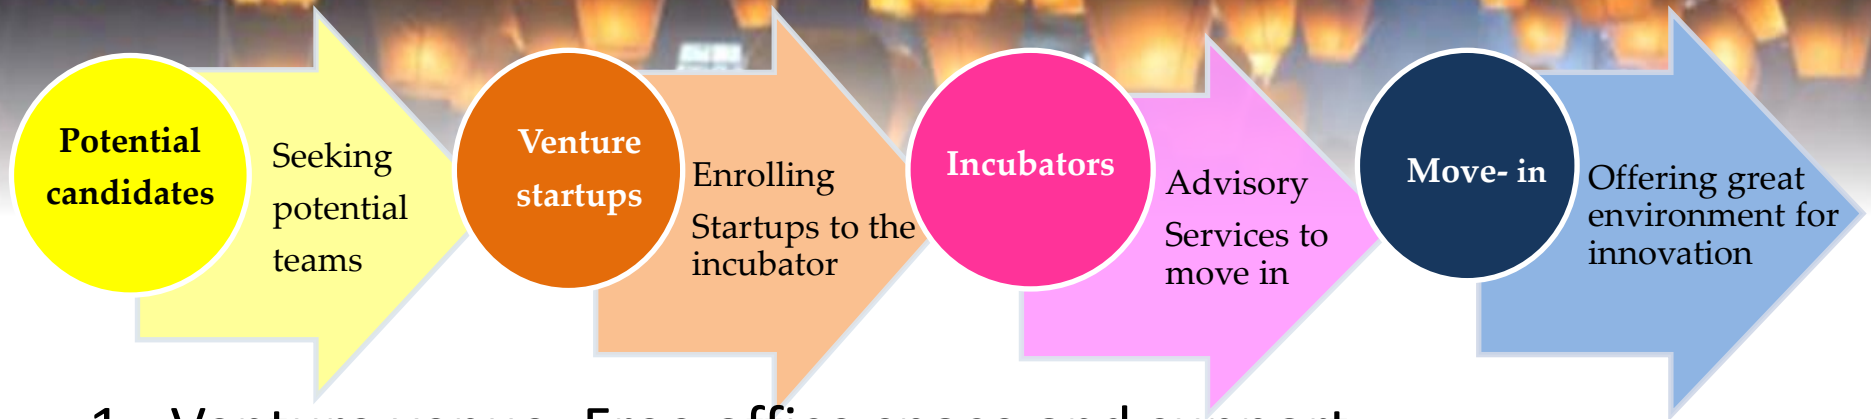 Potential
candidates
Seeking
potential
teams
Venture
startups
Enrolling
Startups to the
incubator
Incubators
Advisory
Services to
move in
Move- in
Offering great
environment for
innovation